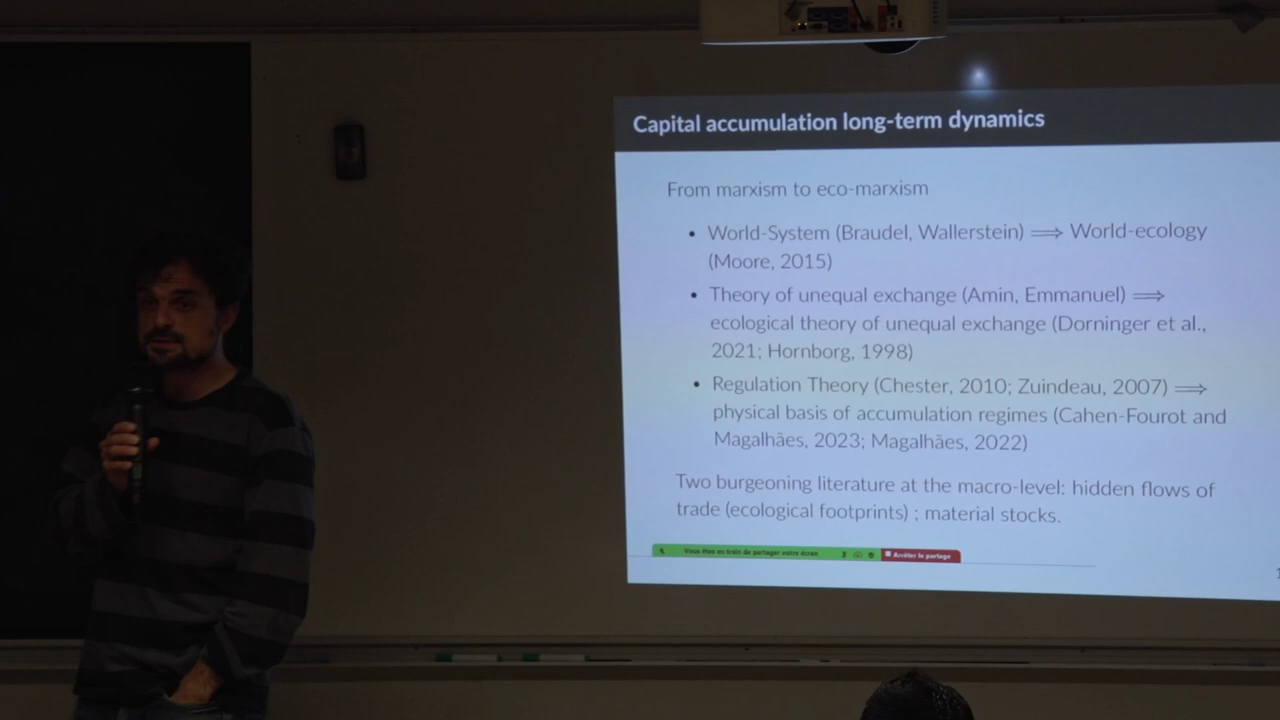 Capital accumulation long-term dynamics
From marxism to eco-marxism
• World-System (Braudel, Wallerstein) ⟹ World-ecology
(Moore, 2015)
• Theory of unequal exchange (Amin, Emmanuel) ⟹
ecological theory of unequal exchange (Dorninger et al.,
2021; Hornborg, 1998)
• Regulation Theory (Chester, 2010; Zuindeau, 2007) ⟹
physical basis of accumulation regimes (Cahen-Fourot and
Magalhães, 2023; Magalhães, 2022)
Two burgeoning literature at the macro-level: hidden flows of
trade (ecological footprints) ; material stocks.
Vous êtes en train de partager votre écran
Arrêter le partage